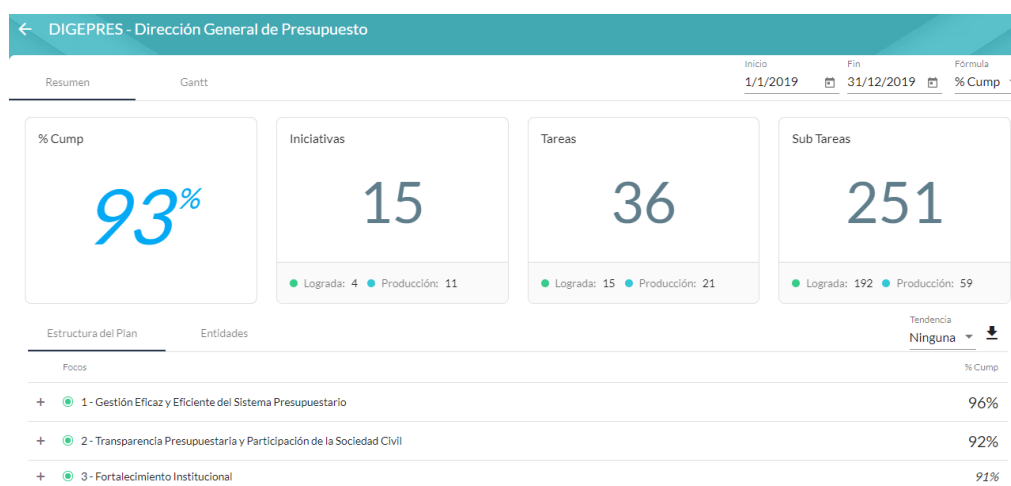 DIGEPRES - Dirección General de Presupuesto
Resumen Gantt
Inicio Fin Fórmula
1/1/2019 31/12/2019 % Cump
% Cump Iniciativas Tareas Sub Tareas
93% 15 36 251
Lograda: 4 Producción: 11 Lograda: 15 Producción: 21 Lograda: 192 Producción: 59
Estructura del Plan Entidades
Tendencia
Ninguna
Focos % Cump
+ 1 - Gestión Eficaz y Eficiente del Sistema Presupuestario 96%
+ 2 - Transparencia Presupuestaria y Participación de la Sociedad Civil 92%
+ 3 - Fortalecimiento Institucional 91%